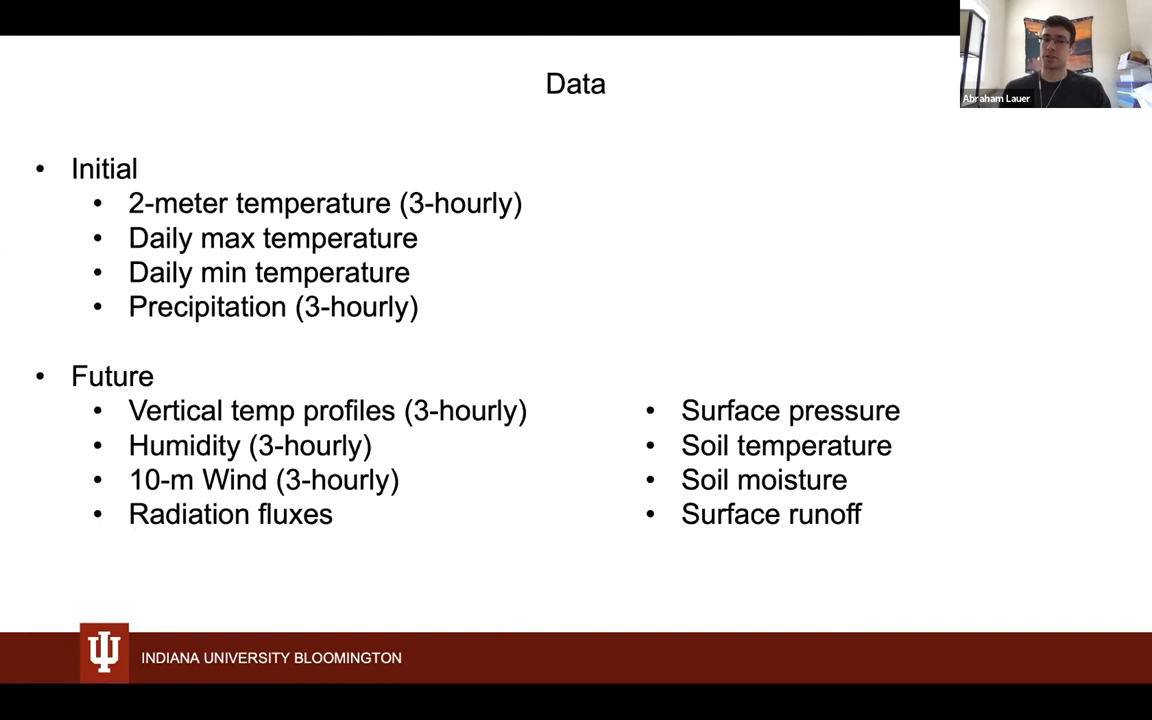 Data
Abraham Lauer
• Initial
• 2-meter temperature (3-hourly)
• Daily max temperature
• Daily min temperature
• Precipitation (3-hourly)
• Future
• Vertical temp profiles (3-hourly)
• Humidity (3-hourly)
• 10-m Wind (3-hourly)
• Radiation fluxes
• Surface pressure
• Soil temperature
• Soil moisture
• Surface runoff
INDIANA UNIVERSITY BLOOMINGTON